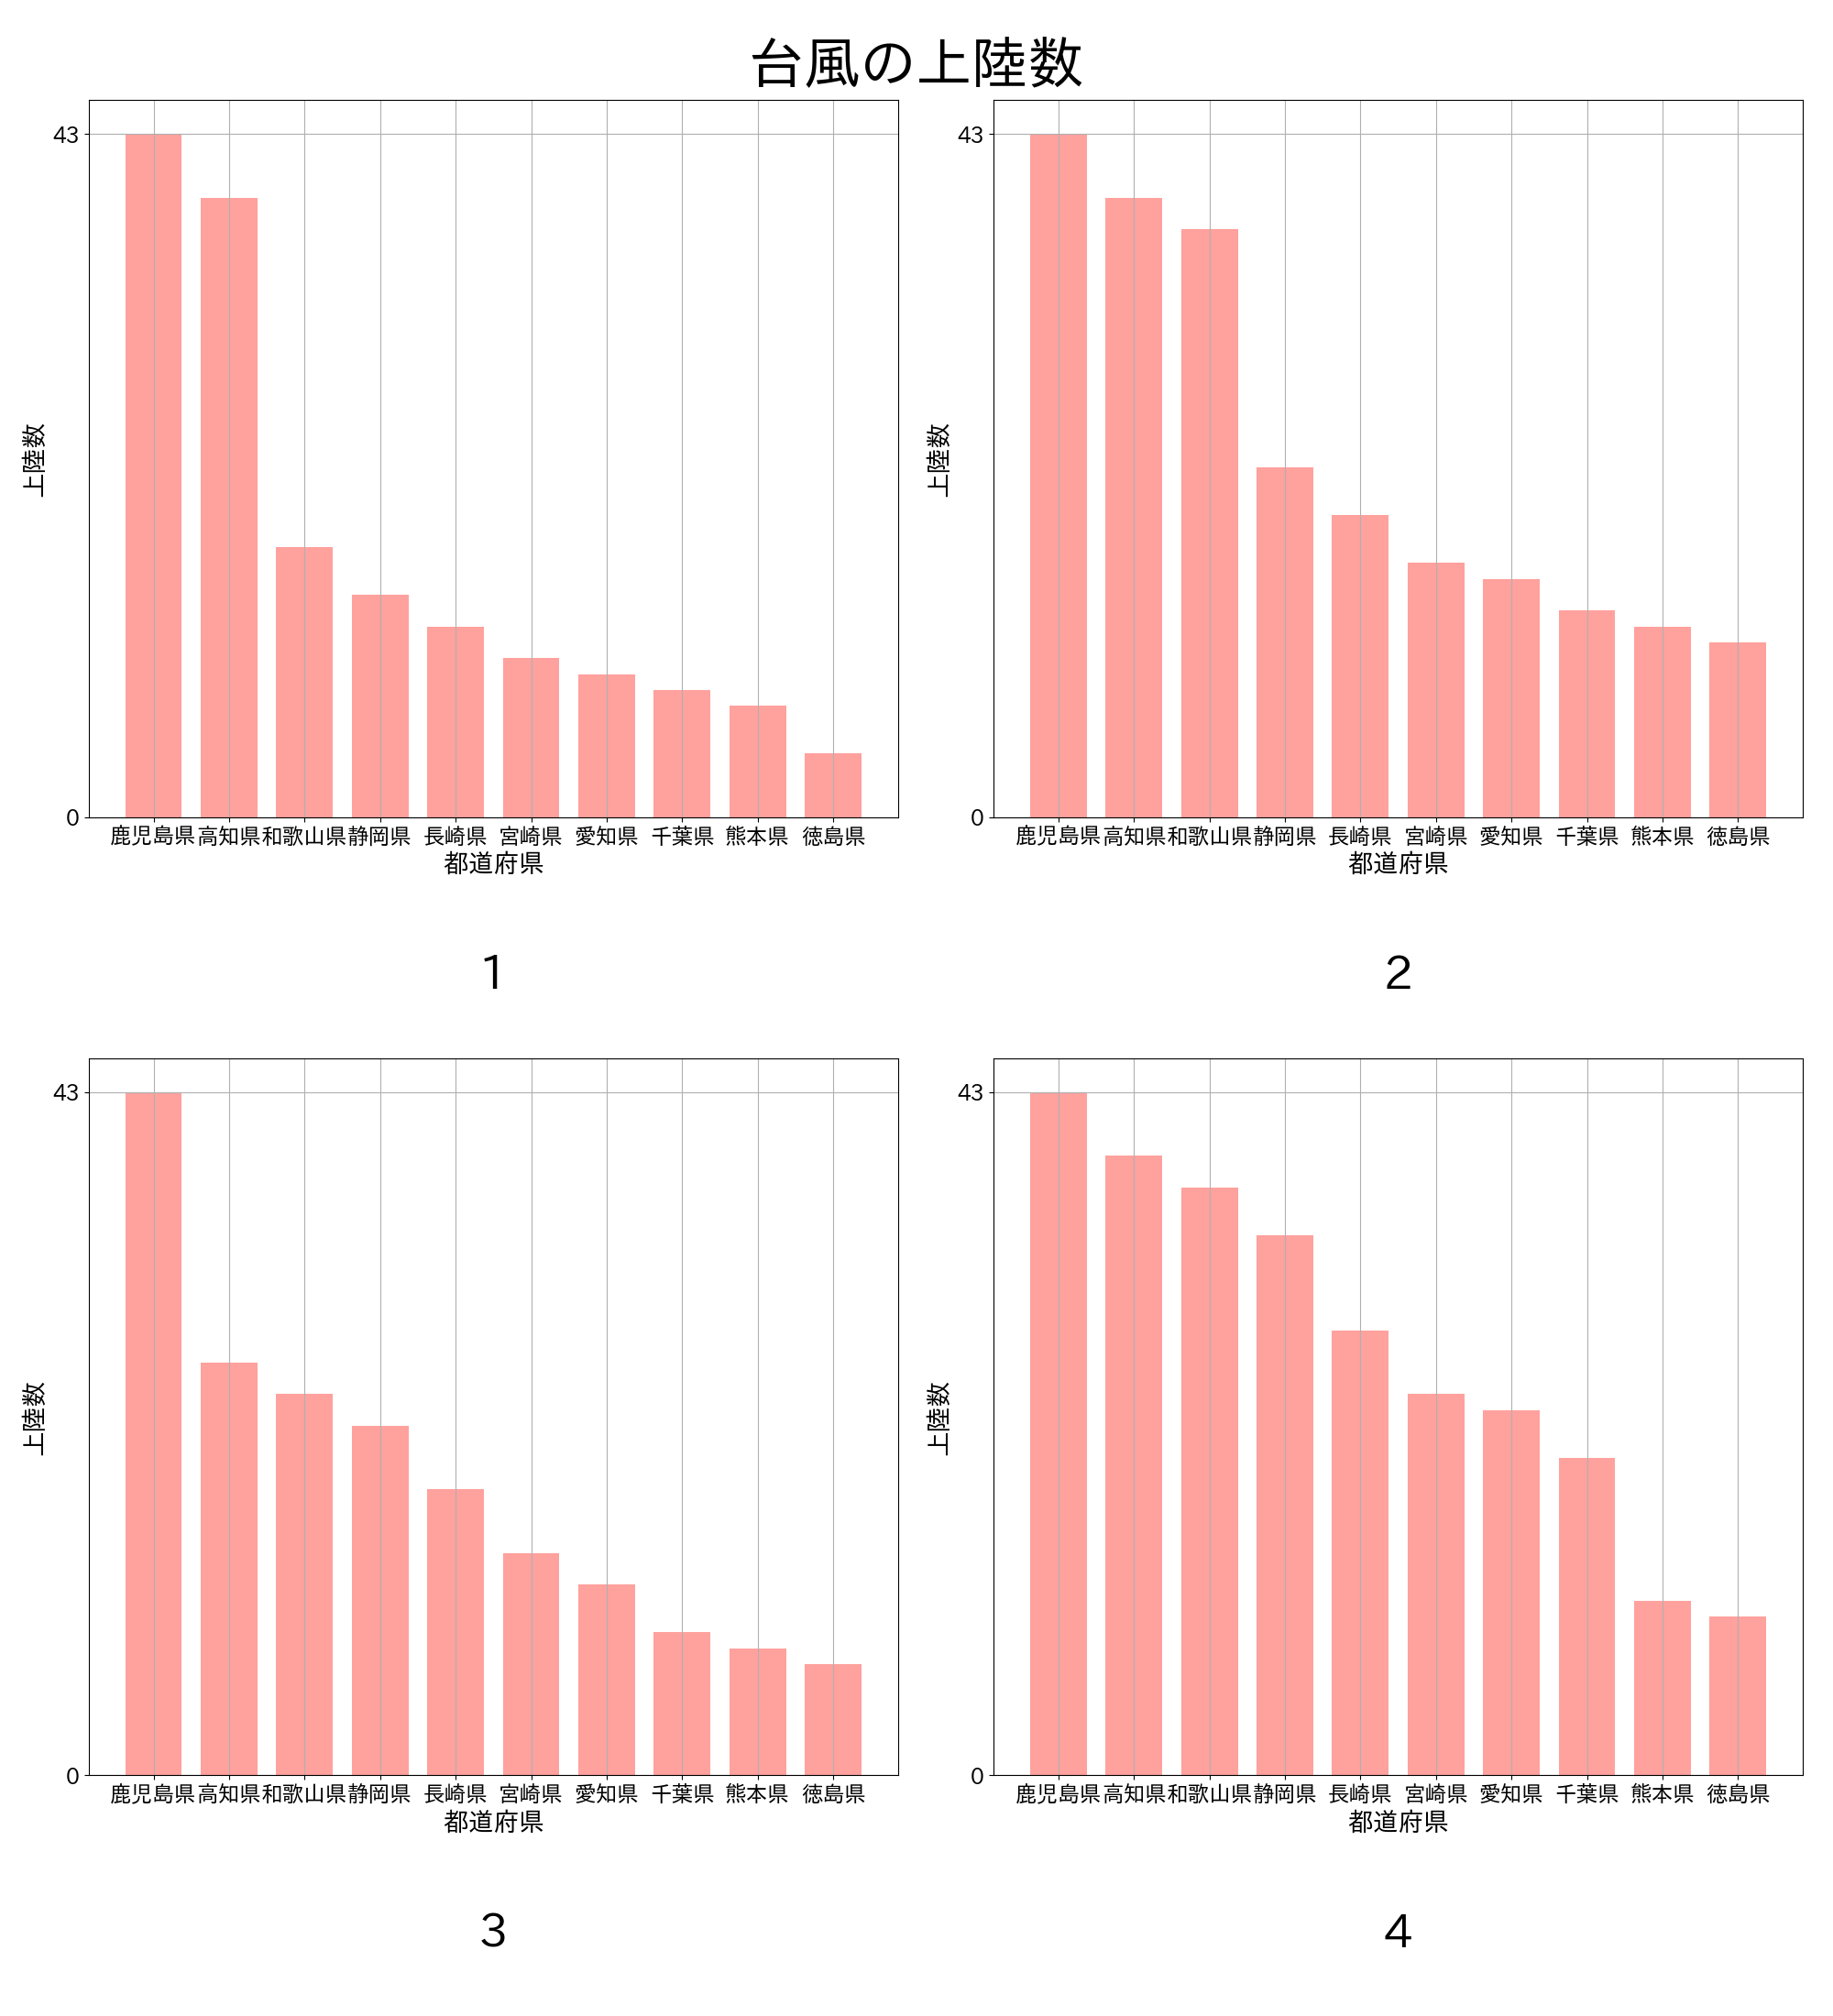 台風の上陸数
43
0
上陸数
鹿児島県 高知県 和歌山県 静岡県 長崎県 宮崎県 愛知県 千葉県 熊本県 徳島県
都道府県
1
43
0
上陸数
鹿児島県 高知県 和歌山県 静岡県 長崎県 宮崎県 愛知県 千葉県 熊本県 徳島県
都道府県
2
43
0
上陸数
鹿児島県 高知県 和歌山県 静岡県 長崎県 宮崎県 愛知県 千葉県 熊本県 徳島県
都道府県
3
43
0
上陸数
鹿児島県 高知県 和歌山県 静岡県 長崎県 宮崎県 愛知県 千葉県 熊本県 徳島県
都道府県
4